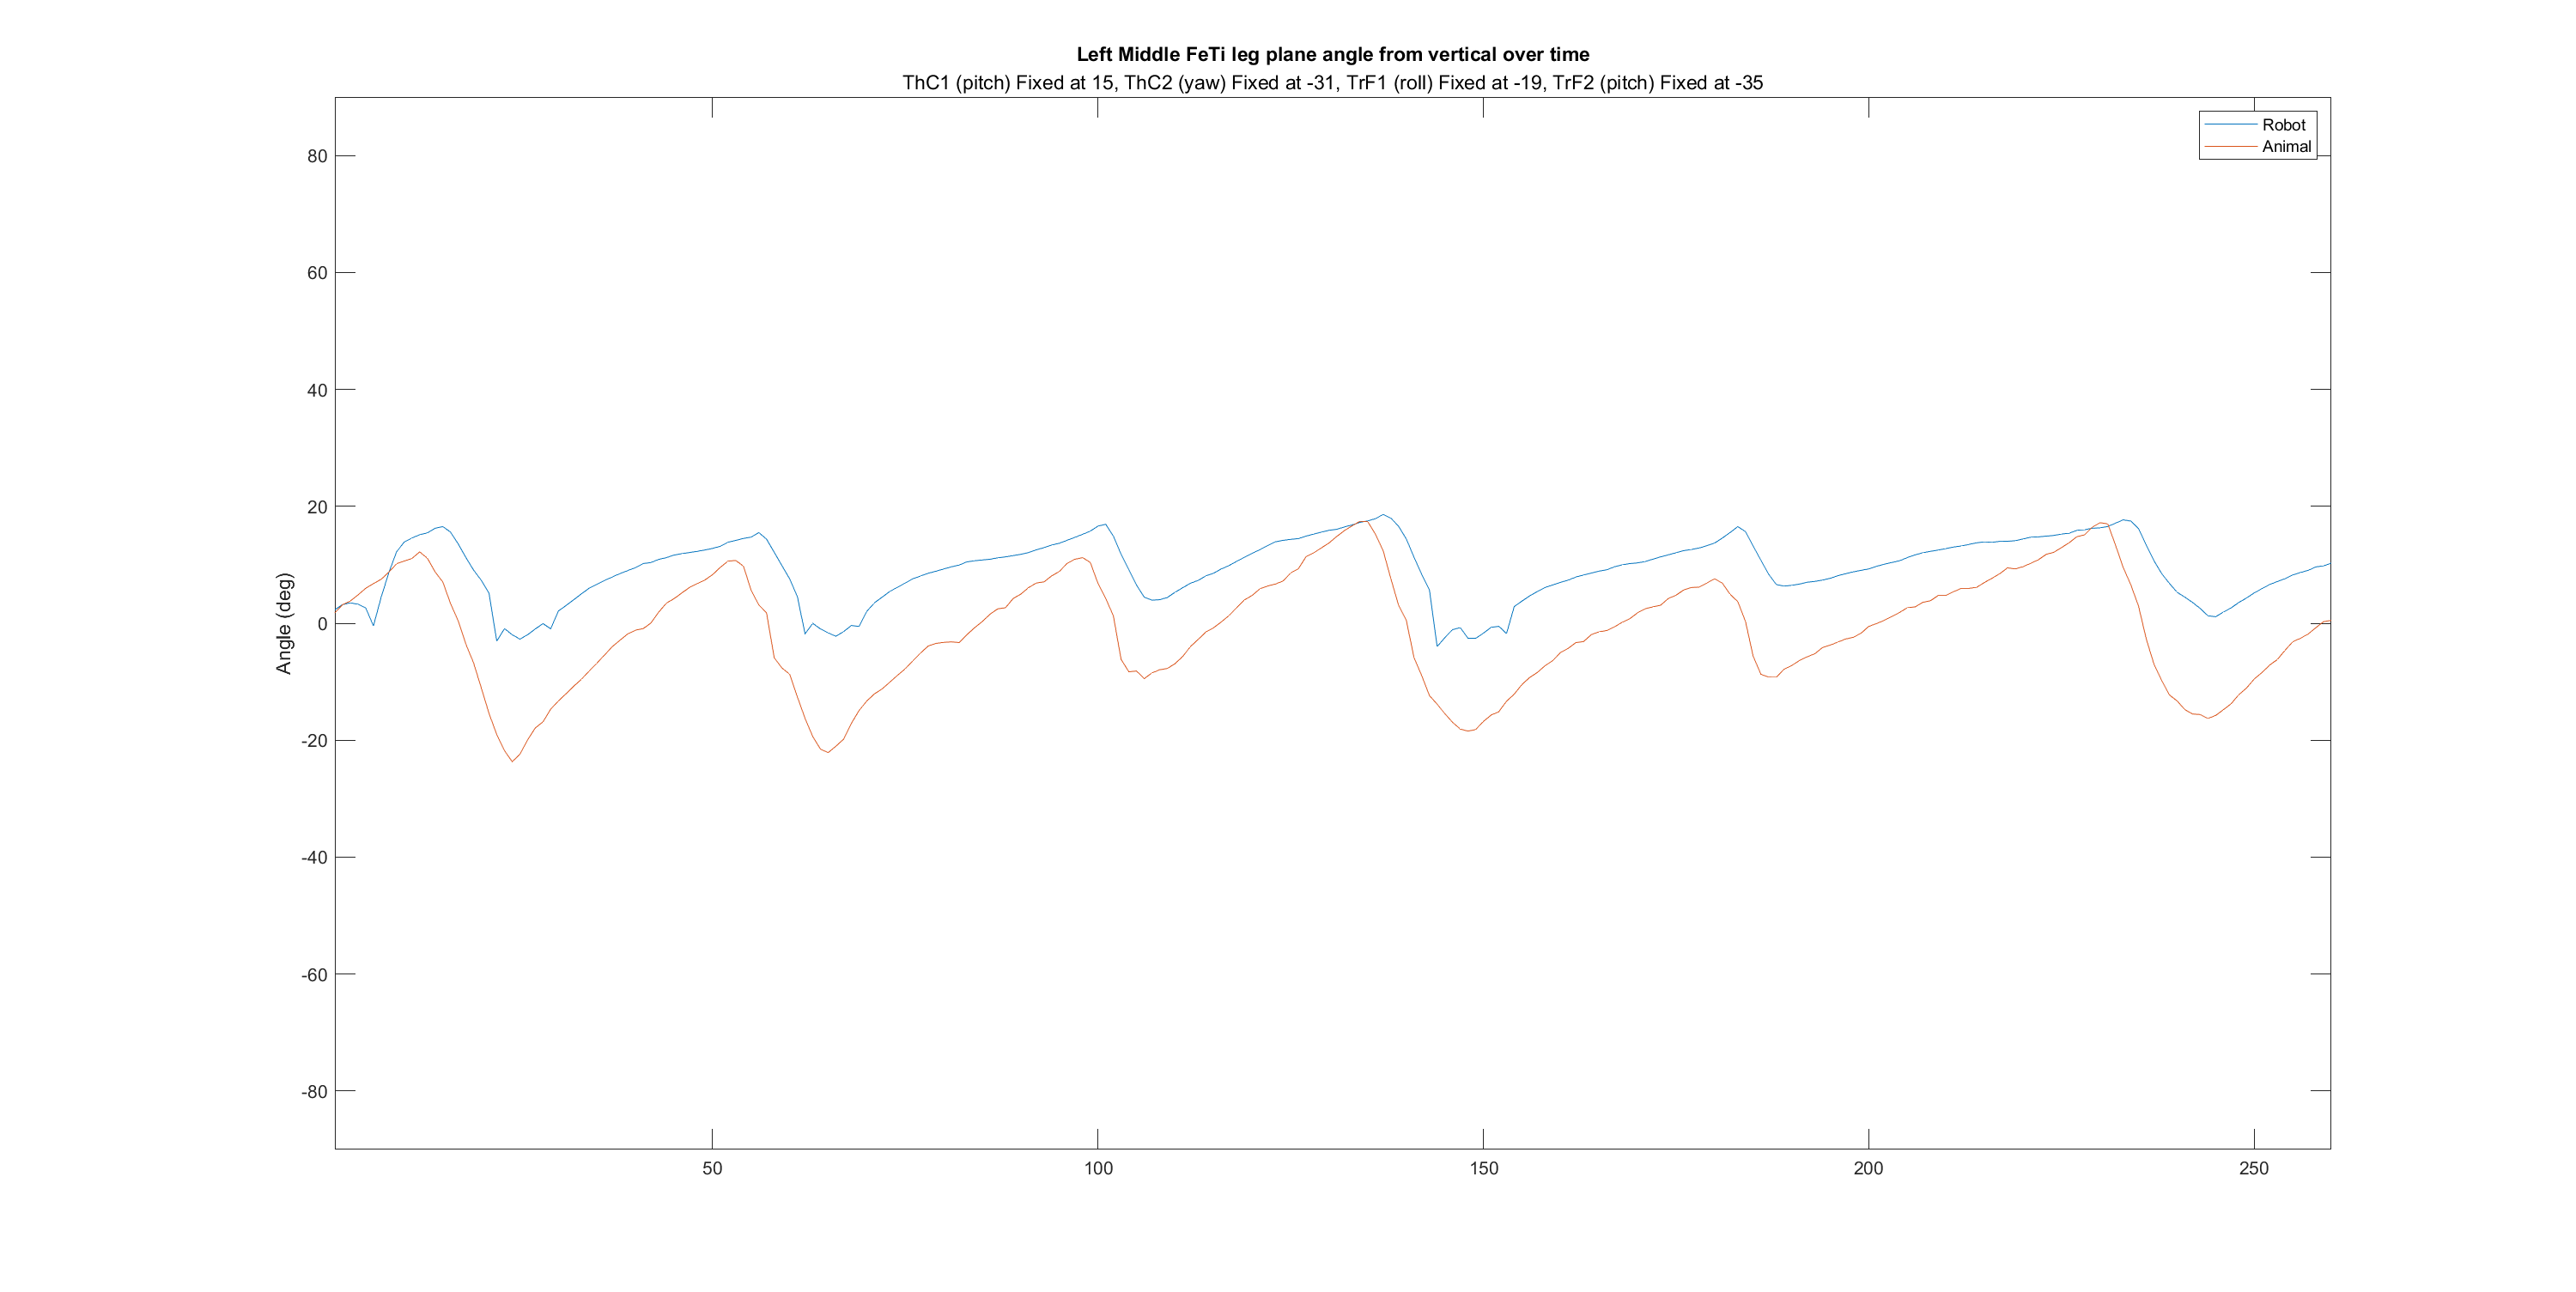 Left Middle FeTi leg plane angle from vertical over time
ThC1 (pitch) Fixed at 15, ThC2 (yaw) Fixed at -31, TrF1 (roll) Fixed at -19, TrF2 (pitch) Fixed at -35
Robot
Animal
80
60
40
20
0
-20
-40
-60
-80
Angle (deg)
50
100
150
200
250